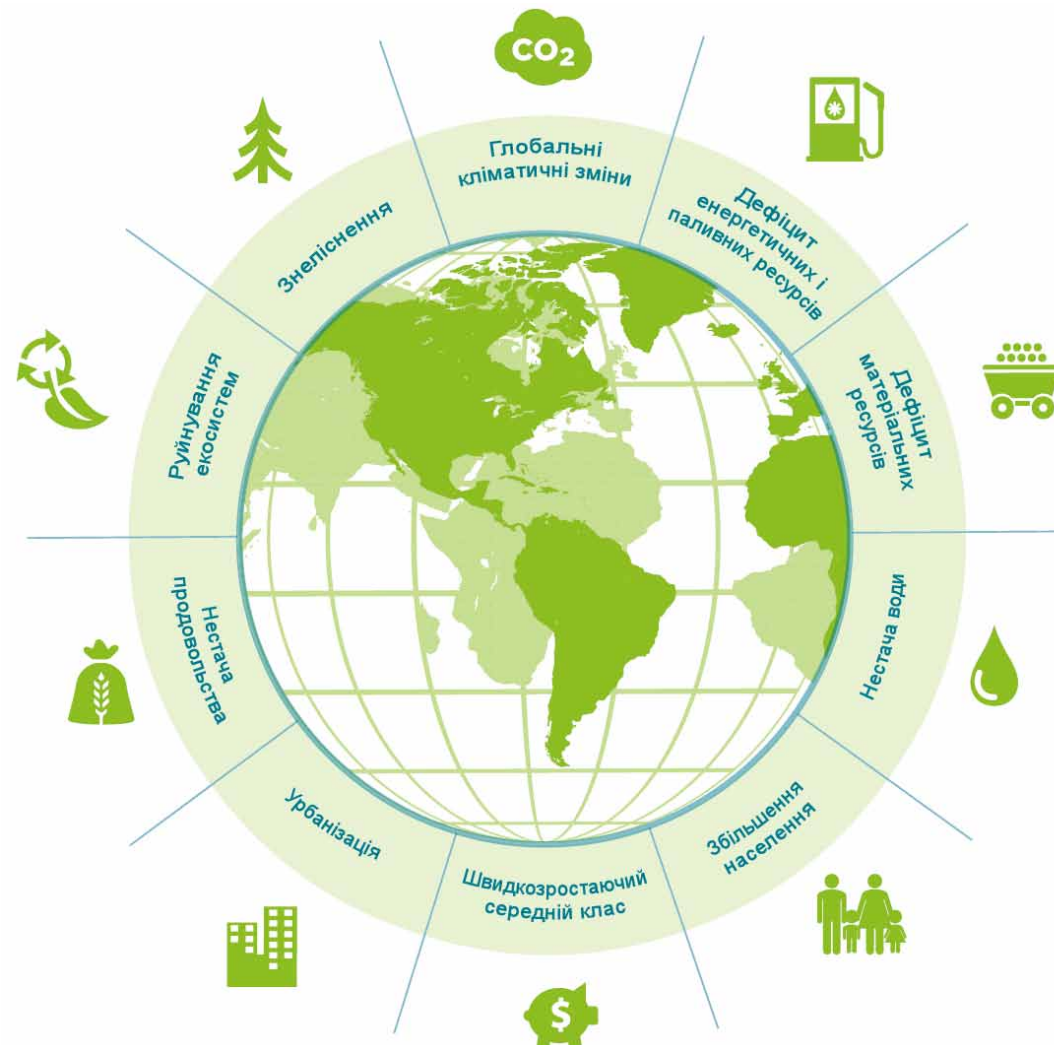 CO₂
Глобальні
кліматичні зміни
Дефіцит
енергетичних і
паливних ресурсів
Дефіцит
матеріальних
ресурсів
Нестача води
Збільшення
населення
Швидкозростаючий
середній клас
$
Урбанізація
Нестача
продовольства
Руйнування
екосистем
Знеліснення